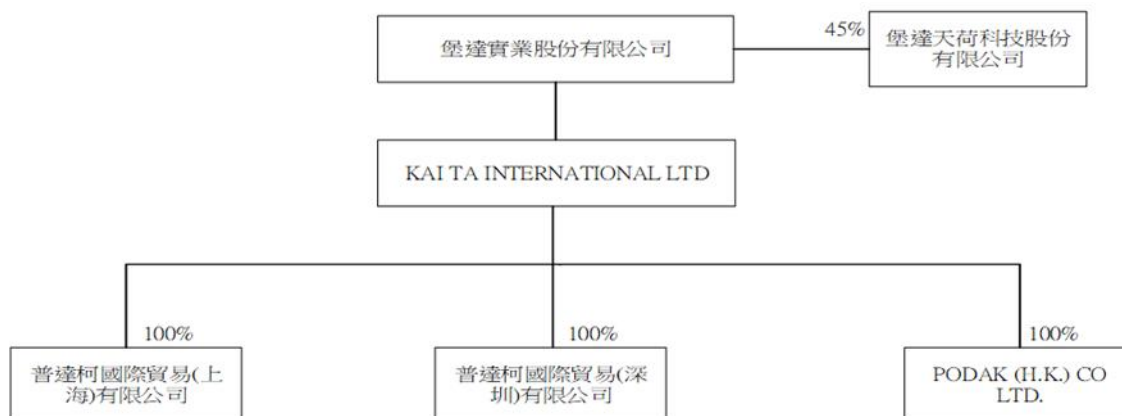 堡達實業股份有限公司
45%
堡達天荷科技股份
有限公司
KAI TA INTERNATIONAL LTD
100%
100%
100%
普達柯國際貿易(上
海)有限公司
普達柯國際貿易(深
圳)有限公司
PODAK (H.K.) CO
LTD.